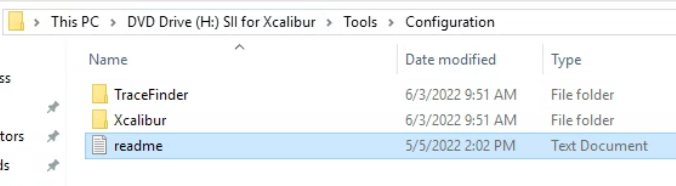 This PC > DVD Drive (H:) SII for Xcalibur > Tools > Configuration
Name Date modified Type
ss
TraceFinder 6/3/2022 9:51 AM File folder
Xcalibur 6/3/2022 9:51 AM File folder
tors
readme 5/5/2022 2:02 PM Text Document
ds